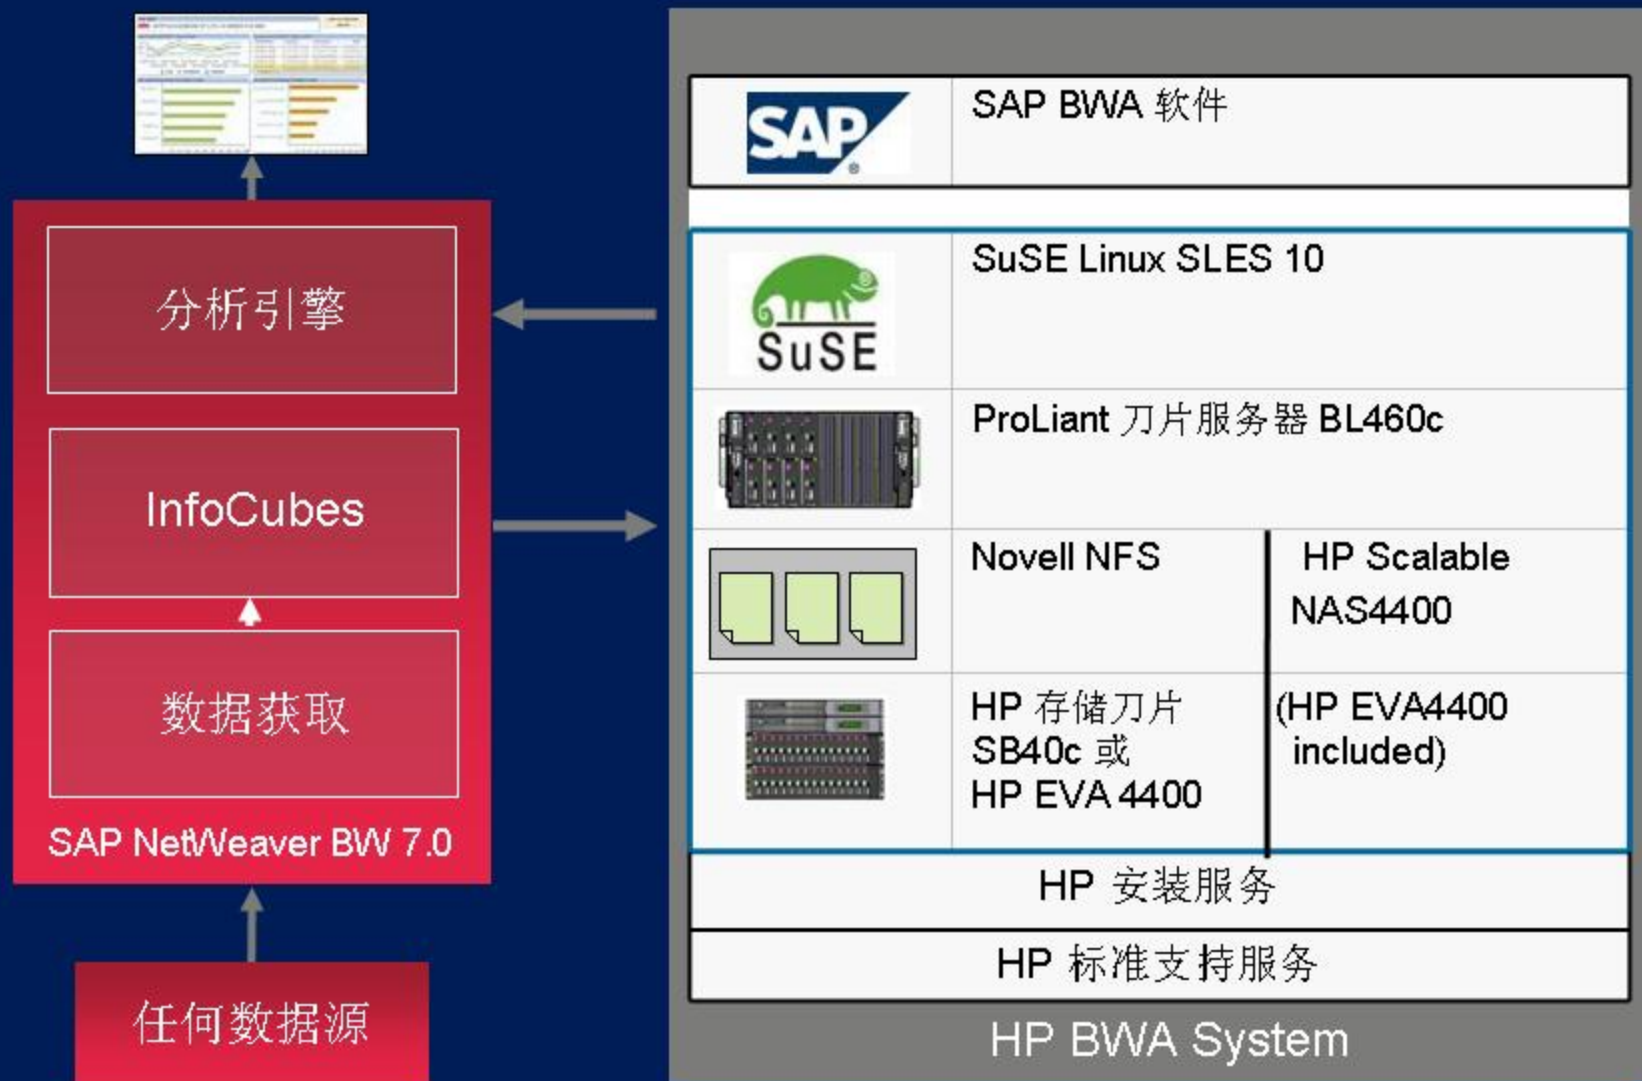 分析引擎
InfoCubes
数据获取
SAP NetWeaver BW 7.0
任何数据源
SAP
®
SAP BWA 软件
SuSE
SuSE Linux SLES 10
ProLiant 刀片服务器 BL460c
Novell NFS
HP Scalable
NAS4400
HP 存储刀片
SB40c 或
HP EVA 4400
(HP EVA4400
included)
HP 安装服务
HP 标准支持服务
HP BWA System